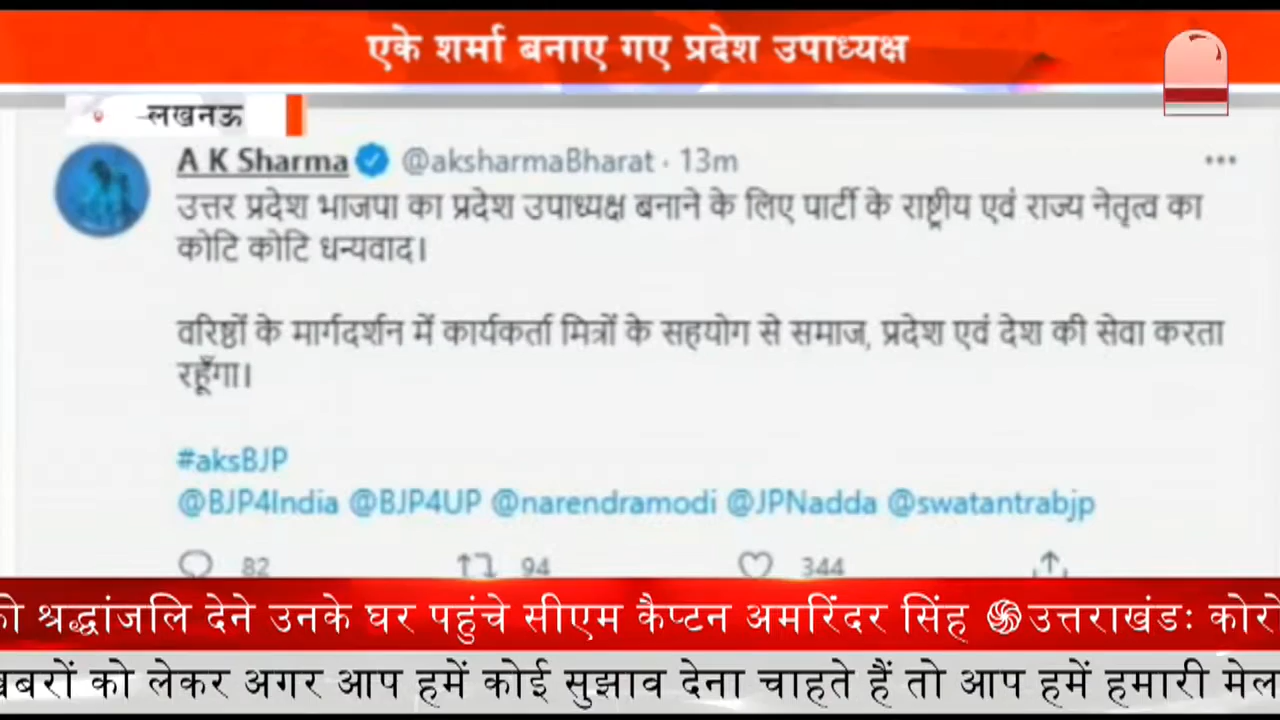 एके शर्मा बनाए गए प्रदेश उपाध्यक्ष
लखनऊ
A K Sharma @aksharmaBharat · 13m
उत्तर प्रदेश भाजपा का प्रदेश उपाध्यक्ष बनाने के लिए पार्टी के राष्ट्रीय एवं राज्य नेतृत्व का
कोटि कोटि धन्यवाद।
वरिष्ठों के मार्गदर्शन में कार्यकर्ता मित्रों के सहयोग से समाज, प्रदेश एवं देश की सेवा करता
रहूँगा।
#aksBJP
@BJP4India @BJP4UP @narendramodi @JPNadda @swatantrabjp
82 94 344
श्रद्धांजलि देने उनके घर पहुंचे सीएम कैप्टन अमरिंदर सिंह उत्तराखंडः
को लेकर अगर आप हमें कोई सुझाव देना चाहते हैं तो आप हमें हमारी